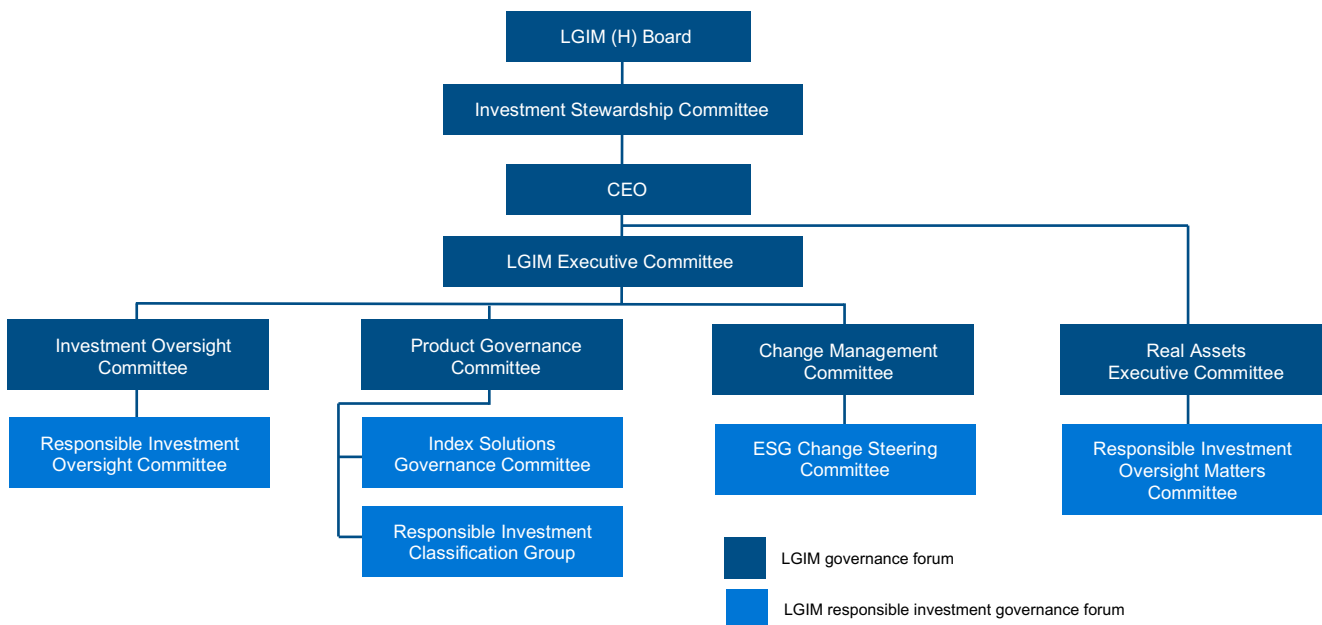 LGIM (H) Board
Investment Stewardship Committee
CEO
LGIM Executive Committee
Investment Oversight
Committee
Product Governance
Committee
Change Management
Committee
Real Assets
Executive Committee
Responsible Investment
Oversight Committee
Index Solutions
Governance Committee
ESG Change Steering
Committee
Responsible Investment
Oversight Matters
Committee
Responsible Investment
Classification Group
LGIM governance forum
LGIM responsible investment governance forum